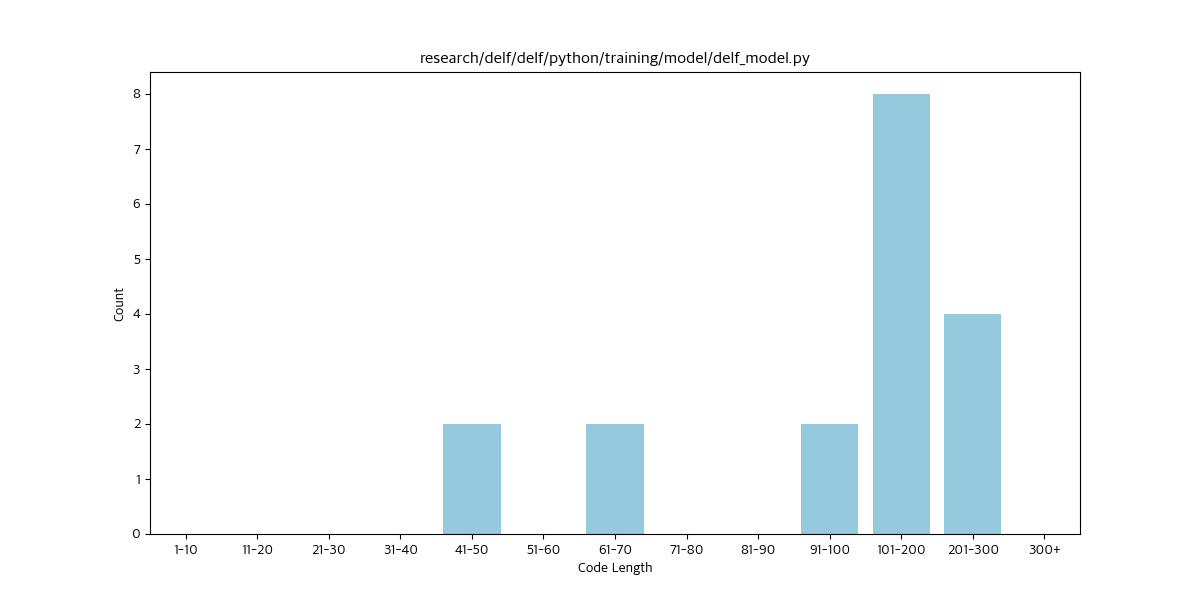 research/delf/delf/python/training/model/delf_model.py
8
7
6
5
4
3
2
1
0
Count
1-10 11-20 21-30 31-40 41-50 51-60 61-70 71-80 81-90 91-100 101-200 201-300 300+
Code Length